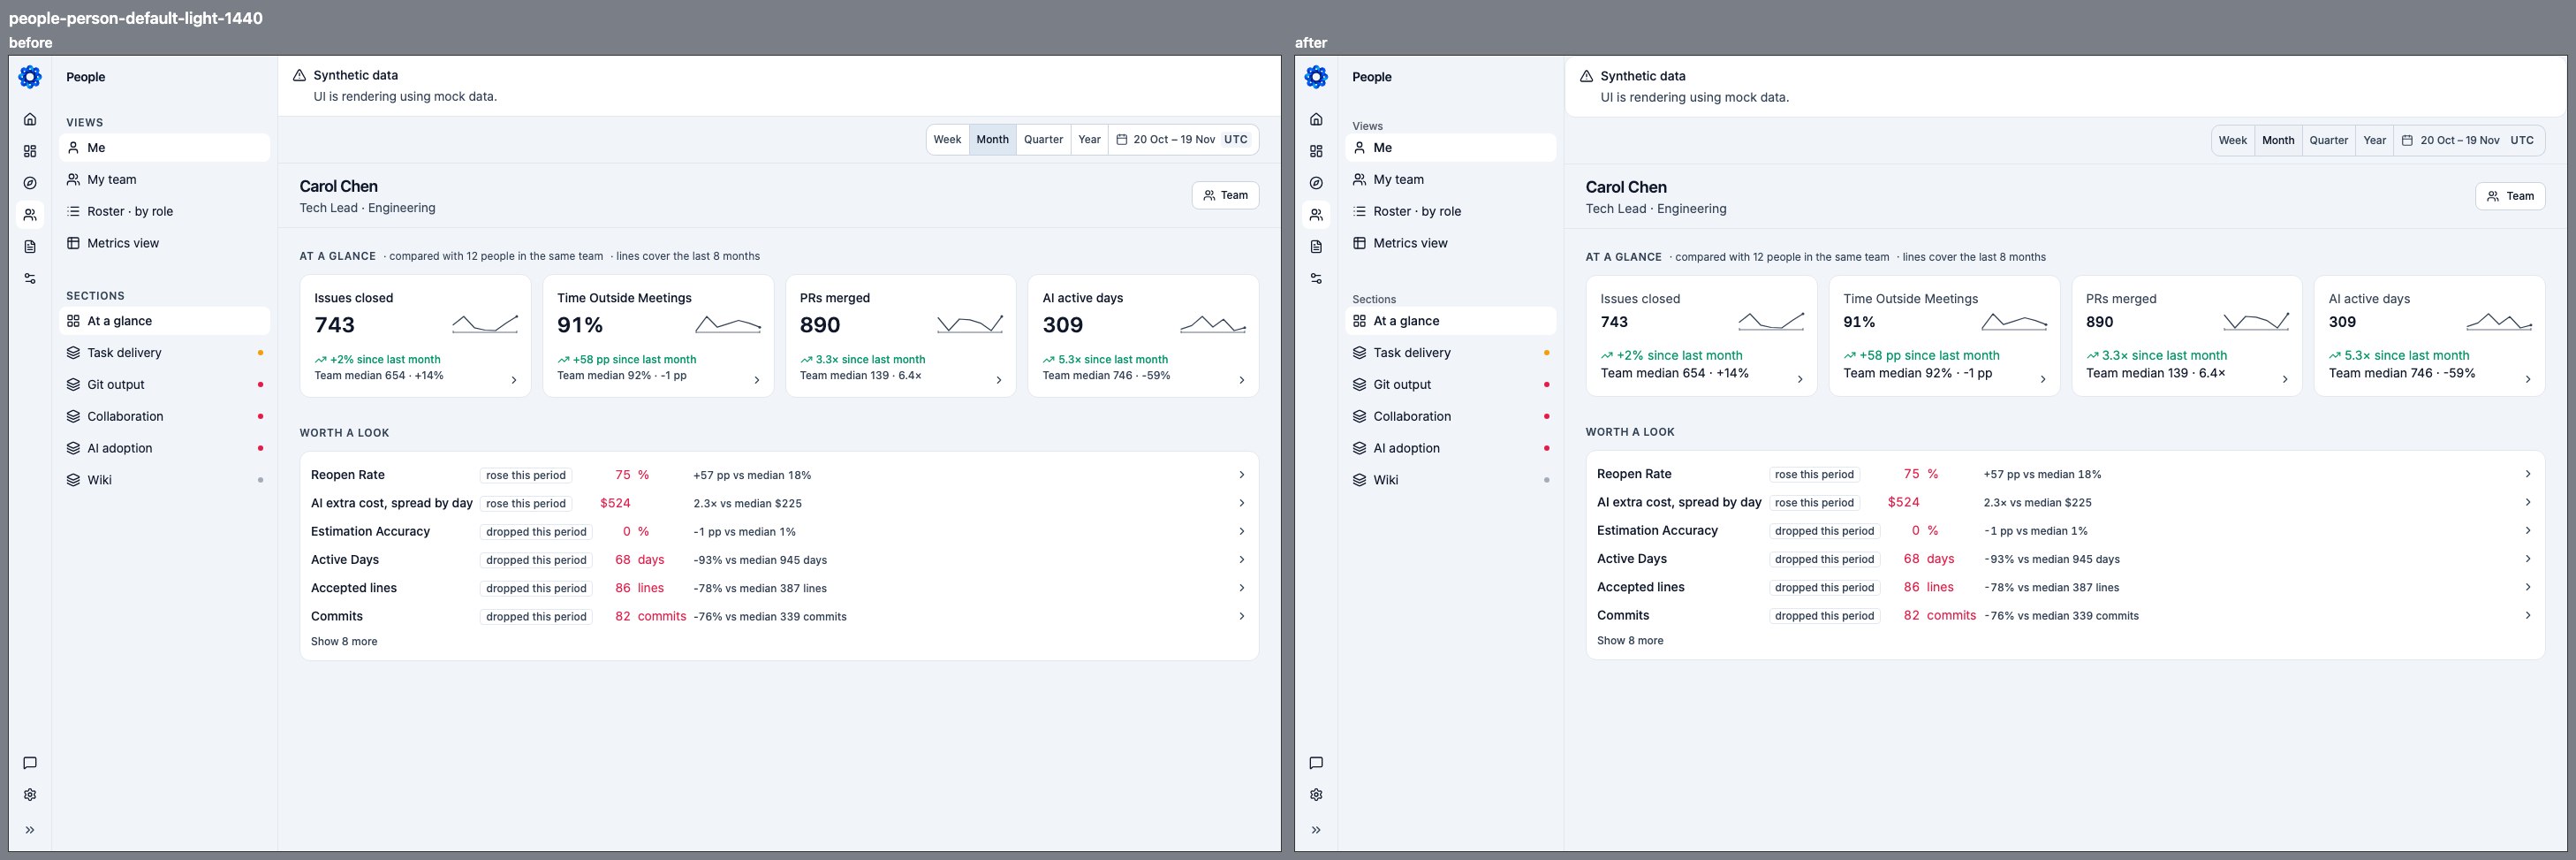 people-person-default-light-1440
before
People
VIEWS
Me
My team
Roster · by role
Metrics view
SECTIONS
At a glance
Task delivery
Git output
Collaboration
AI adoption
Wiki
Synthetic data
UI is rendering using mock data.
Week Month Quarter Year 20 Oct – 19 Nov UTC
Carol Chen
Tech Lead · Engineering
Team
AT A GLANCE · compared with 12 people in the same team · lines cover the last 8 months
Issues closed
743
+2% since last month
Team median 654 · +14%
Time Outside Meetings
91%
+58 pp since last month
Team median 92% · -1 pp
PRs merged
890
3.3× since last month
Team median 139 · 6.4×
AI active days
309
5.3× since last month
Team median 746 · -59%
WORTH A LOOK
Reopen Rate rose this period 75 % +57 pp vs median 18%
AI extra cost, spread by day rose this period $524 2.3× vs median $225
Estimation Accuracy dropped this period 0 % -1 pp vs median 1%
Active Days dropped this period 68 days -93% vs median 945 days
Accepted lines dropped this period 86 lines -78% vs median 387 lines
Commits dropped this period 82 commits -76% vs median 339 commits
Show 8 more
after
People
Views
Me
My team
Roster · by role
Metrics view
Sections
At a glance
Task delivery
Git output
Collaboration
AI adoption
Wiki
Synthetic data
UI is rendering using mock data.
Week Month Quarter Year 20 Oct – 19 Nov UTC
Carol Chen
Tech Lead · Engineering
Team
AT A GLANCE · compared with 12 people in the same team · lines cover the last 8 months
Issues closed
743
+2% since last month
Team median 654 · +14%
Time Outside Meetings
91%
+58 pp since last month
Team median 92% · -1 pp
PRs merged
890
3.3× since last month
Team median 139 · 6.4×
AI active days
309
5.3× since last month
Team median 746 · -59%
WORTH A LOOK
Reopen Rate rose this period 75 % +57 pp vs median 18%
AI extra cost, spread by day rose this period $524 2.3× vs median $225
Estimation Accuracy dropped this period 0 % -1 pp vs median 1%
Active Days dropped this period 68 days -93% vs median 945 days
Accepted lines dropped this period 86 lines -78% vs median 387 lines
Commits dropped this period 82 commits -76% vs median 339 commits
Show 8 more